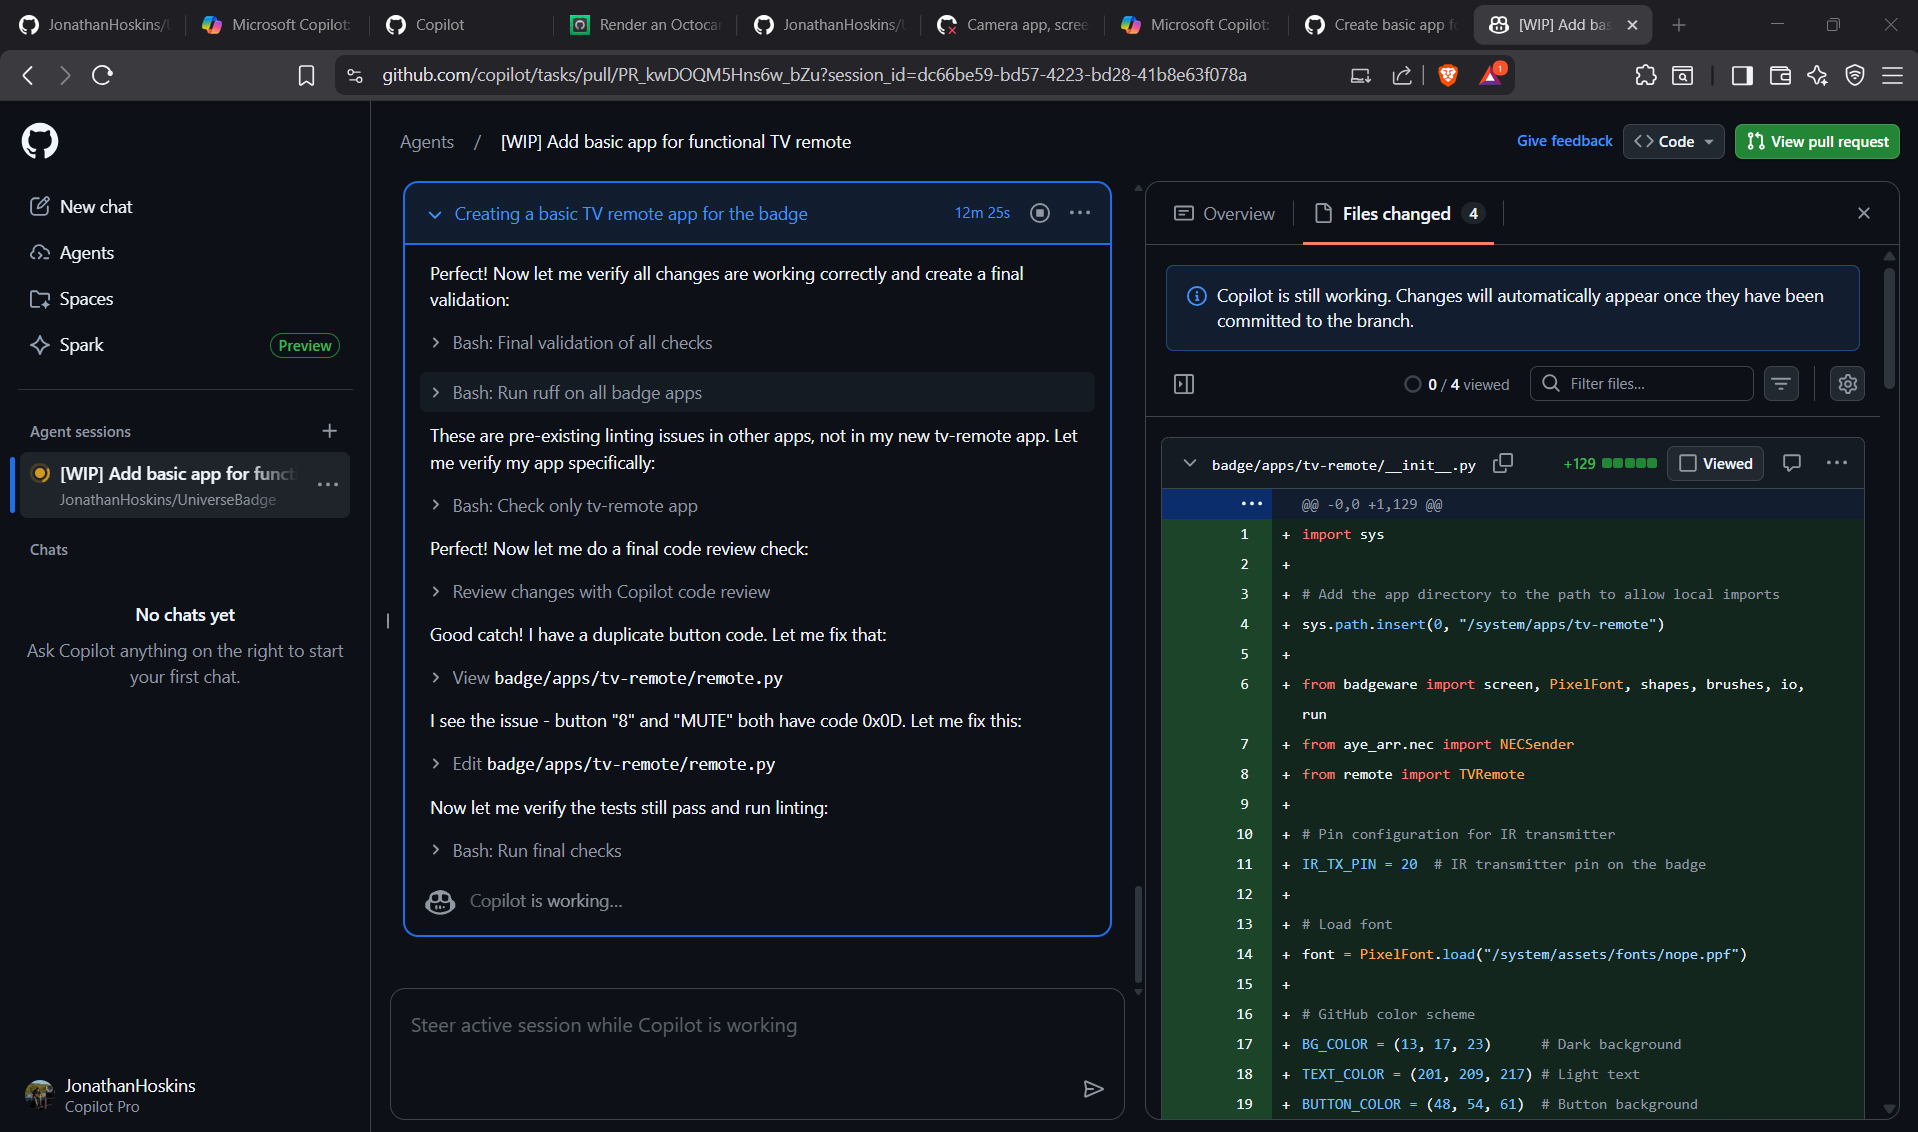 JonathanHoskins/U
Microsoft Copilot:
Copilot
Render an Octocar
JonathanHoskins/U
Camera app, scree
Microsoft Copilot:
Create basic app fo
[WIP] Add bas
github.com/copilot/tasks/pull/PR_kwDOQM5Hns6w_bZu?session_id=dc66be59-bd57-4223-bd28-41b8e63f078a
1
Agents / [WIP] Add basic app for functional TV remote
Give feedback
Code
View pull request
New chat
Agents
Spaces
Spark
Preview
Agent sessions
[WIP] Add basic app for funct
JonathanHoskins/UniverseBadge
Chats
No chats yet
Ask Copilot anything on the right to start
your first chat.
JonathanHoskins
Copilot Pro
Creating a basic TV remote app for the badge
12m 25s
Perfect! Now let me verify all changes are working correctly and create a final
validation:
Bash: Final validation of all checks
Bash: Run ruff on all badge apps
These are pre-existing linting issues in other apps, not in my new tv-remote app. Let
me verify my app specifically:
Bash: Check only tv-remote app
Perfect! Now let me do a final code review check:
Review changes with Copilot code review
Good catch! I have a duplicate button code. Let me fix that:
View badge/apps/tv-remote/remote.py
I see the issue - button "8" and "MUTE" both have code 0x0D. Let me fix this:
Edit badge/apps/tv-remote/remote.py
Now let me verify the tests still pass and run linting:
Bash: Run final checks
Copilot is working...
Steer active session while Copilot is working
Overview
Files changed 4
Copilot is still working. Changes will automatically appear once they have been
committed to the branch.
0 / 4 viewed
Filter files...
badge/apps/tv-remote/__init__.py
+129
Viewed
@@ -0,0 +1,129 @@
1 + import sys
2 +
3 + # Add the app directory to the path to allow local imports
4 + sys.path.insert(0, "/system/apps/tv-remote")
5 +
6 + from badgeware import screen, PixelFont, shapes, brushes, io,
run
7 + from aye_arr.nec import NECSender
8 + from remote import TVRemote
9 +
10 + # Pin configuration for IR transmitter
11 + IR_TX_PIN = 20 # IR transmitter pin on the badge
12 +
13 + # Load font
14 + font = PixelFont.load("/system/assets/fonts/nope.ppf")
15 +
16 + # GitHub color scheme
17 + BG_COLOR = (13, 17, 23) # Dark background
18 + TEXT_COLOR = (201, 209, 217) # Light text
19 + BUTTON_COLOR = (48, 54, 61) # Button background